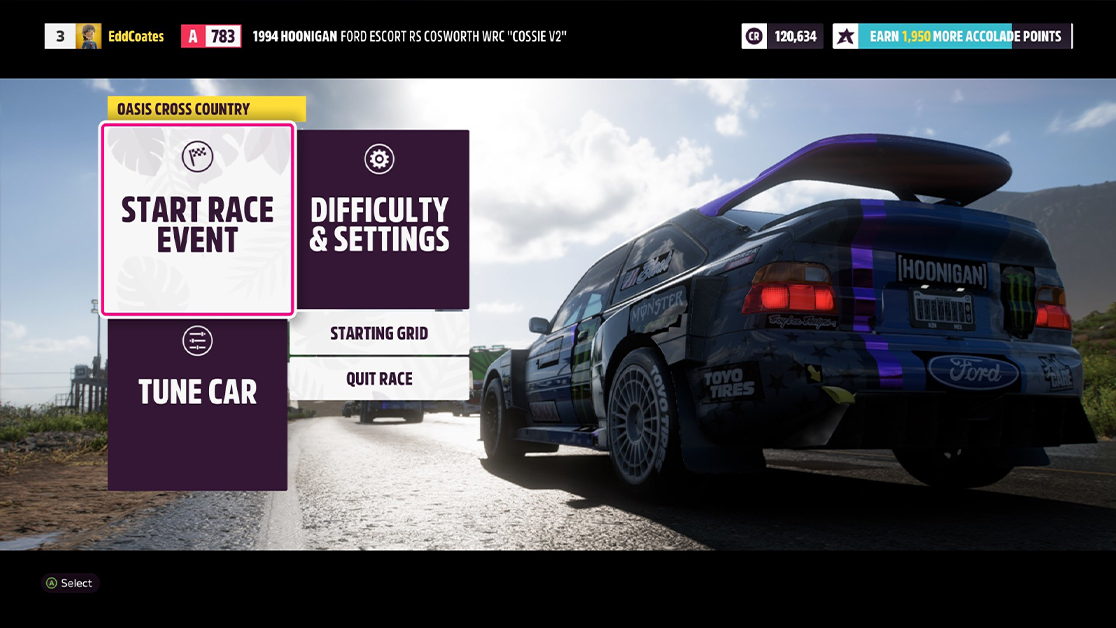 3
EddCoates
A 783
1994 HOONIGAN FORD ESCORT RS COSWORTH WRC "COSSIE V2"
CR 120,634
EARN 1,950 MORE ACCOLADE POINTS
OASIS CROSS COUNTRY
START RACE
EVENT
DIFFICULTY
& SETTINGS
STARTING GRID
QUIT RACE
TUNE CAR
[HOONIGAN]
MONSTER
TOYO
TIRES
Ford
TOYO TIRES
A Select